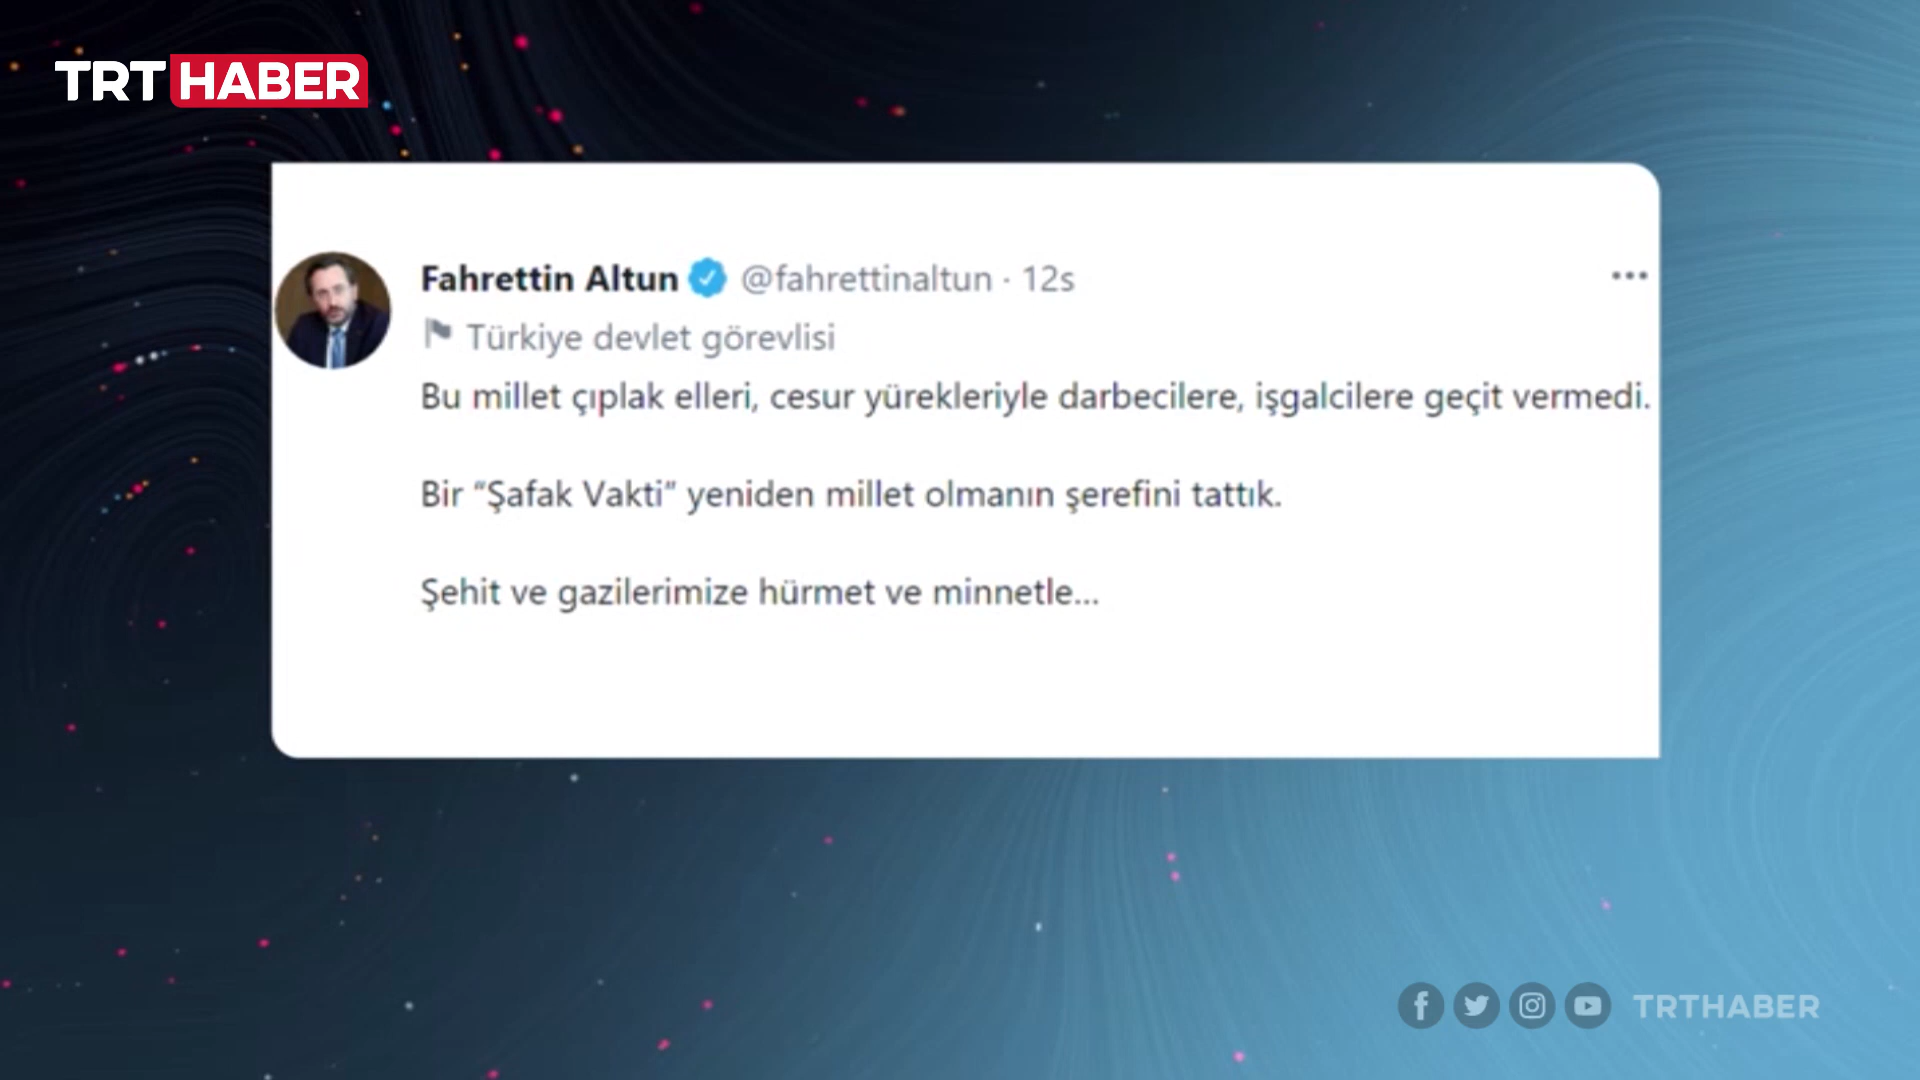 TRT HABER
Fahrettin Altun @fahrettinaltun · 12s
Türkiye devlet görevlisi
Bu millet çıplak elleri, cesur yürekleriyle darbecilere, işgalcilere geçit vermedi.
Bir “Şafak Vakti” yeniden millet olmanın şerefini tattık.
Şehit ve gazilerimize hürmet ve minnetle...
TRTHABER